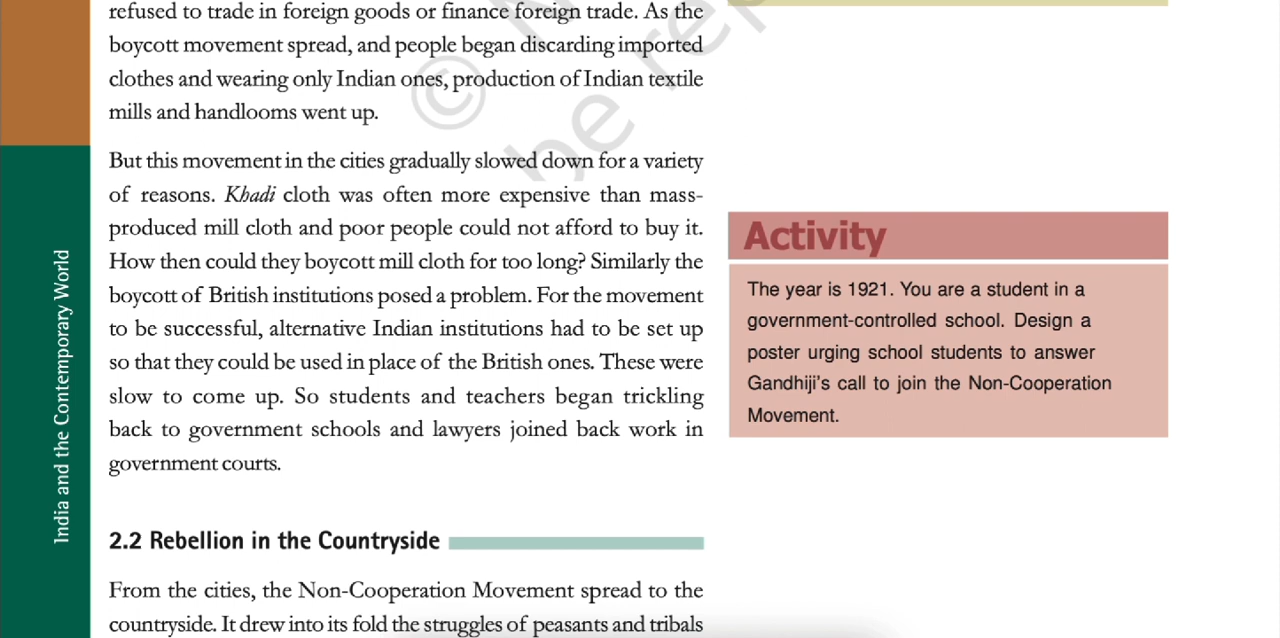 refused to trade in foreign goods or finance foreign trade. As the
boycott movement spread, and people began discarding imported
clothes and wearing only Indian ones, production of Indian textile
mills and handlooms went up.
But this movement in the cities gradually slowed down for a variety
of reasons. Khadi cloth was often more expensive than mass-
produced mill cloth and poor people could not afford to buy it.
How then could they boycott mill cloth for too long? Similarly the
boycott of British institutions posed a problem. For the movement
to be successful, alternative Indian institutions had to be set up
so that they could be used in place of the British ones. These were
slow to come up. So students and teachers began trickling
back to government schools and lawyers joined back work in
government courts.
2.2 Rebellion in the Countryside
From the cities, the Non-Cooperation Movement spread to the
countryside. It drew into its fold the struggles of peasants and tribals
Activity
The year is 1921. You are a student in a
government-controlled school. Design a
poster urging school students to answer
Gandhiji's call to join the Non-Cooperation
Movement.
India and the Contemporary World
©
be